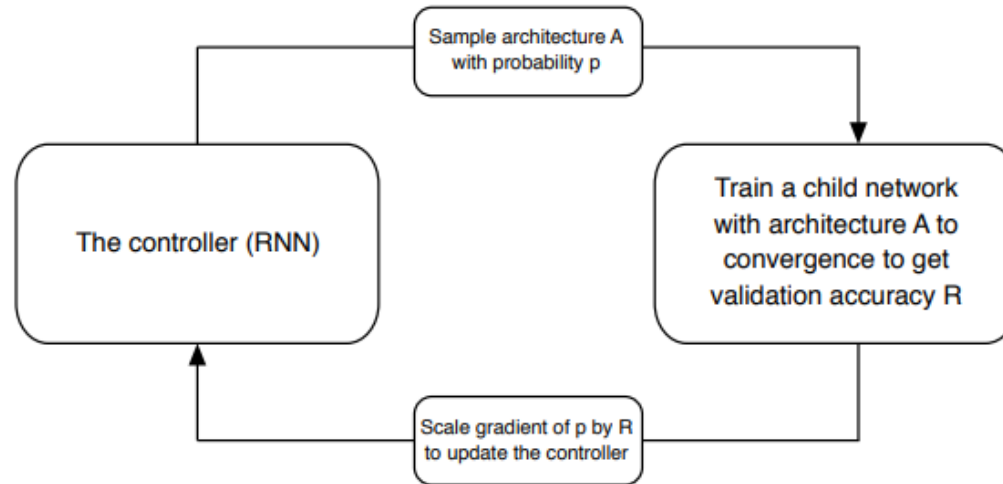 Sample architecture A
with probability p
The controller (RNN)
Train a child network
with architecture A to
convergence to get
validation accuracy R
Scale gradient of p by R
to update the controller